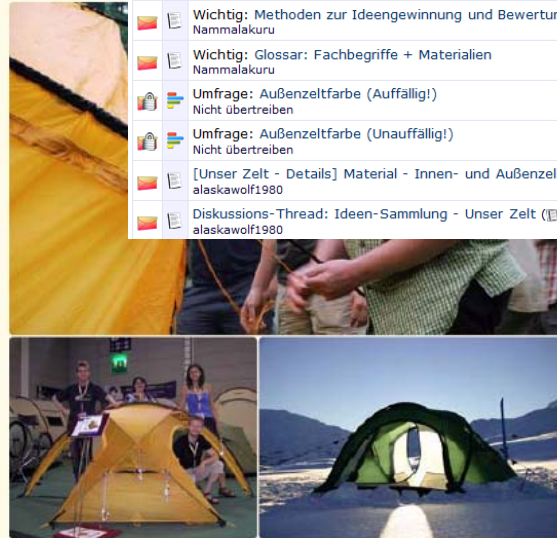 Wichtig: Methoden zur Ideengewinnung und Bewertun
Nammalakuru
Wichtig: Glossar: Fachbegriffe + Materialien
Nammalakuru
Umfrage: Außenzeltfarbe (Auffällig!)
Nicht übertreiben
Umfrage: Außenzeltfarbe (Unauffällig!)
Nicht übertreiben
[Unser Zelt - Details] Material - Innen- und Außenzel
alaskawolf1980
Diskussions-Thread: Ideen-Sammlung - Unser Zelt (
alaskawolf1980